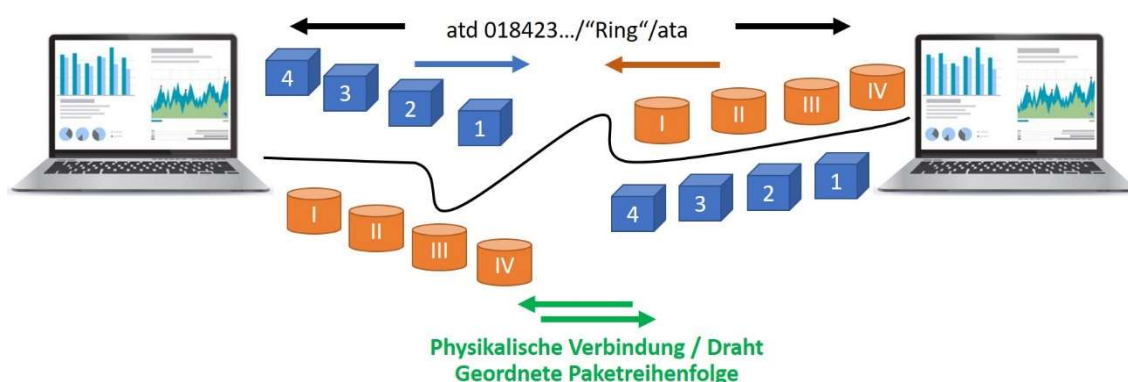 atd 018423.../“Ring“/ata
4
3
2
1
I
II
III
IV
I
II
III
IV
4
3
2
1
Physikalische Verbindung / Draht
Geordnete Paketreihenfolge